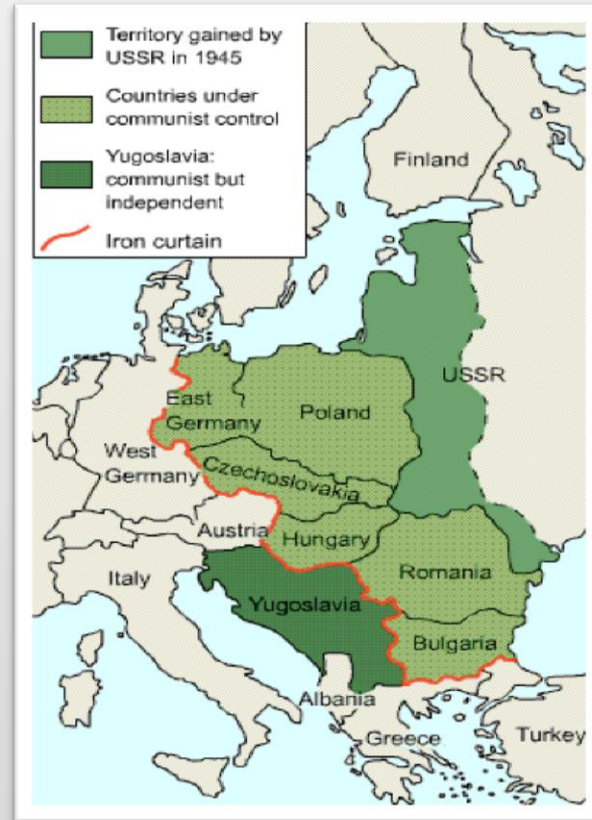 Territory gained by
USSR in 1945
Countries under
communist control
Yugoslavia:
communist but
independent
Iron curtain
Finland
USSR
East
Germany
Poland
West
Germany
Czechoslovakia
Austria
Hungary
Italy
Romania
Yugoslavia
Bulgaria
Albania
Greece
Turkey